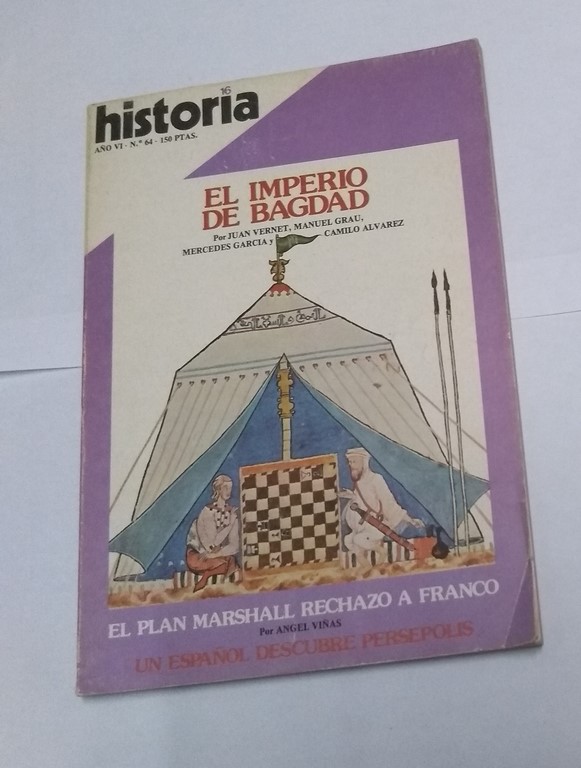 historia
16
AÑO VI - N.º 64 - 150 PTAS.
EL IMPERIO
DE BAGDAD
Por JUAN VERNET, MANUEL GRAU,
MERCEDES GARCIA y CAMILO ALVAREZ
EL PLAN MARSHALL RECHAZO A FRANCO
Por ANGEL VIÑAS
UN ESPAÑOL DESCUBRE PERSEPOLIS